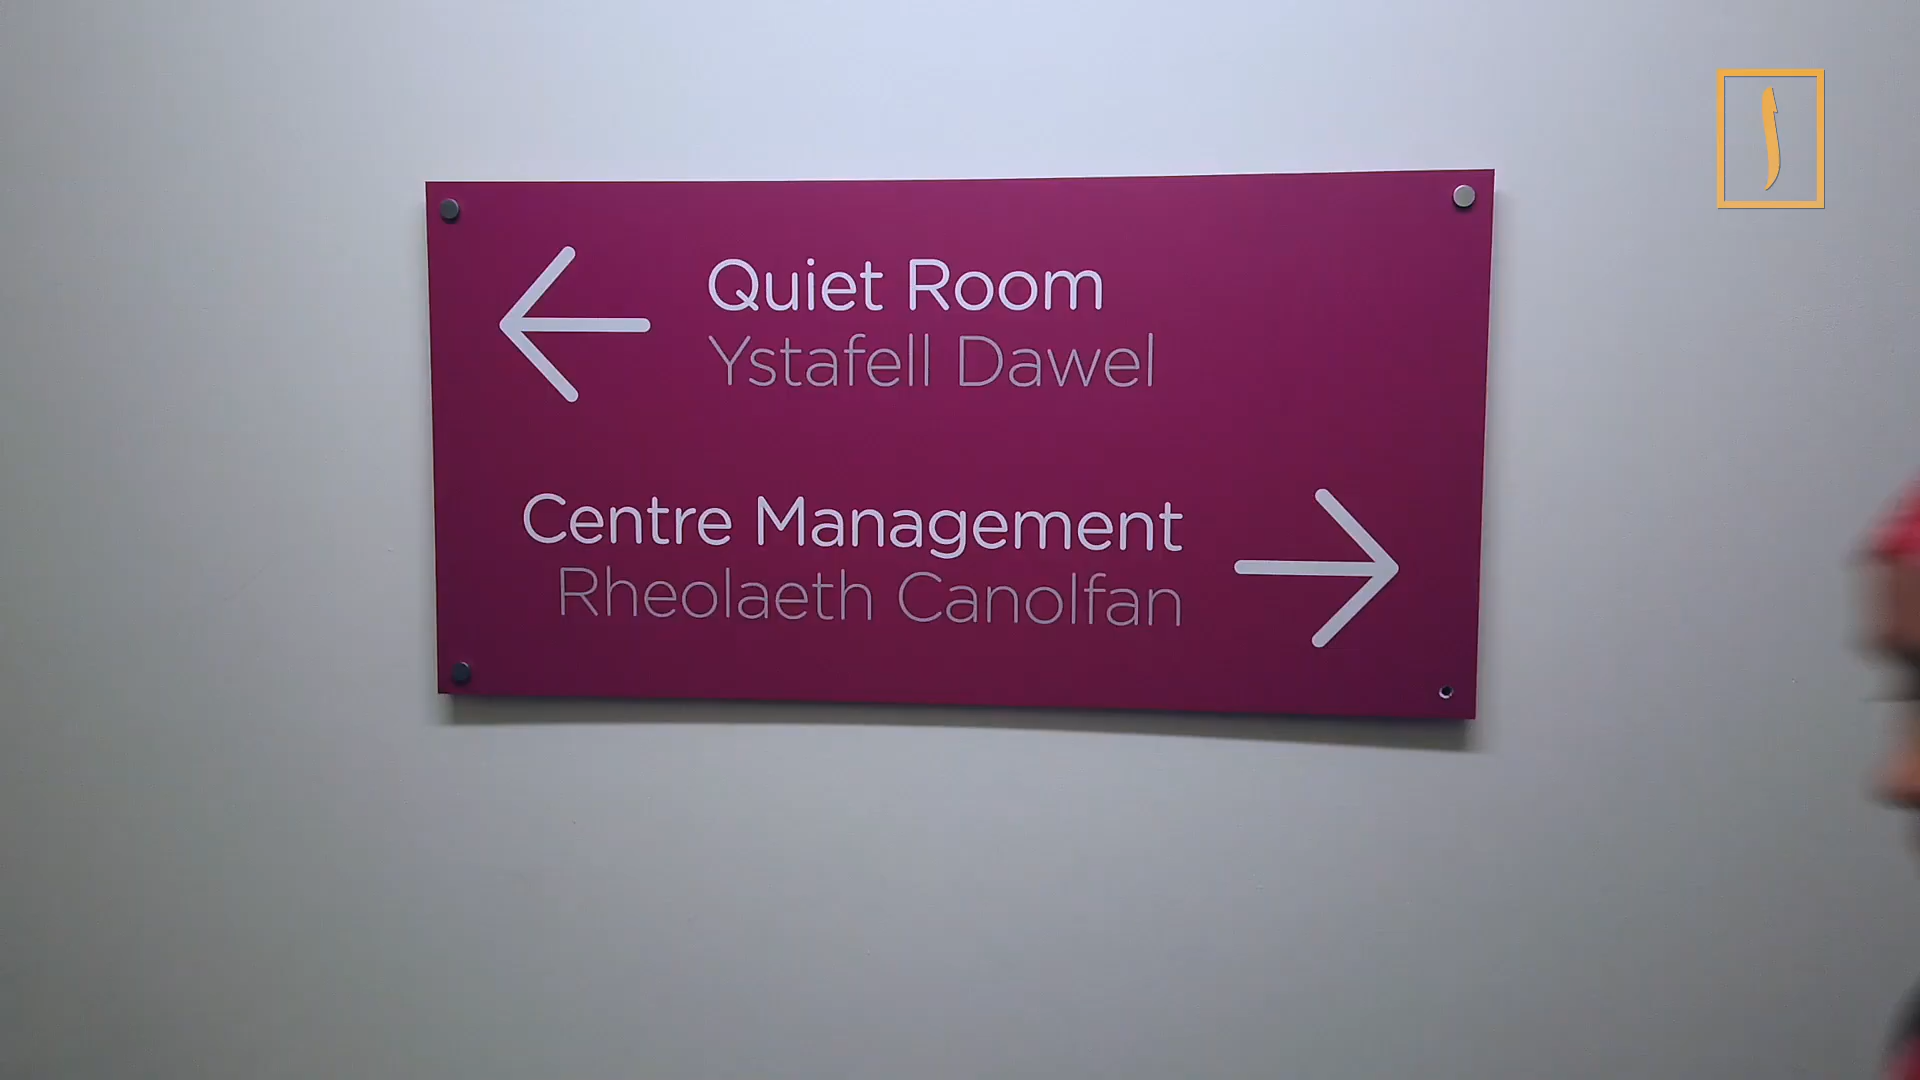 Quiet Room
Ystafell Dawel
Centre Management
Rheolaeth Canolfan